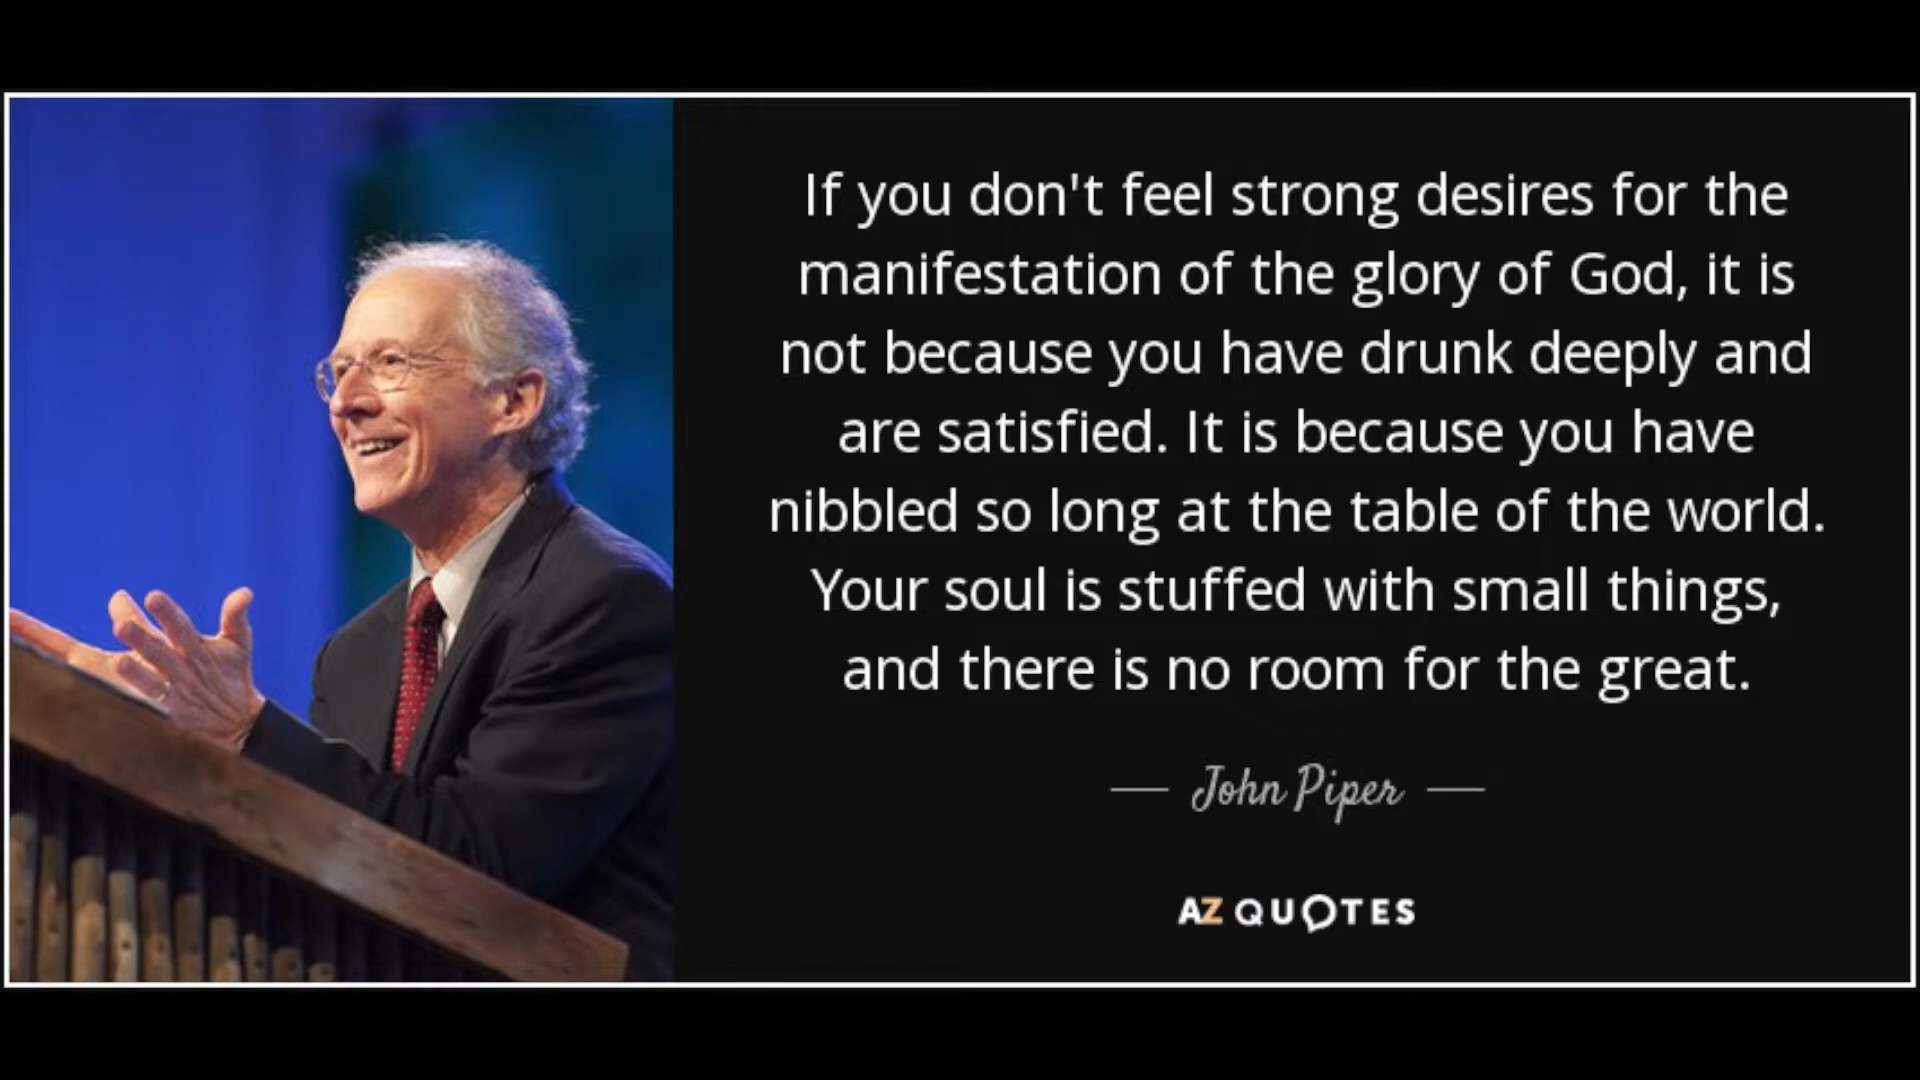 If you don't feel strong desires for the
manifestation of the glory of God, it is
not because you have drunk deeply and
are satisfied. It is because you have
nibbled so long at the table of the world.
Your soul is stuffed with small things,
and there is no room for the great.
John Piper
AZ QUOTES